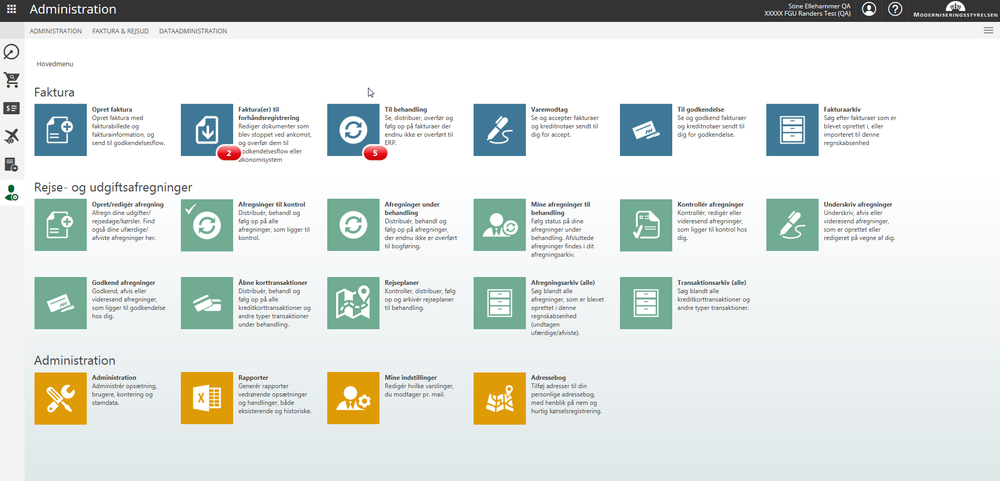 Administration
Stine Ellehammer QA
XXXXX FGU Randers Test (QA)
MODERNISERINGSSTYRELSEN
ADMINISTRATION
FAKTURA & REJSUD
DATAADMINISTRATION
Hovedmenu
Faktura
Opret faktura
Opret faktura med
fakturabillede og
fakturainformation, og
send til godkendelsesflow.
Faktura(er) til
forhåndsregistrering
Rediger dokumenter som
blev stoppet ved ankomst,
og overfør dem til
godkendelsesflow eller
økonomisystem
2
Til behandling
Se, distribuer, overfør og
følg op på fakturaer der
endnu ikke er overført til
ERP.
5
Varemodtag
Se og accepter fakturaer
og kreditnotaer sendt til
dig for accept.
Til godkendelse
Se og godkend fakturaer
og kreditnotaer sendt til
dig for godkendelse.
Fakturaarkiv
Søg efter fakturaer som er
blevet oprettet i, eller
importeret til denne
regnskabsenhed
Rejse- og udgiftsafregninger
Opret/redigér afregning
Afregn dine udgifter/
rejsedage/kørsler. Find
også dine ufærdige/
afviste afregninger her.
Afregninger til kontrol
Distribuér, behandl og
følg op på alle
afregninger, som ligger til
kontrol.
Afregninger under
behandling
Distribuér, behandl og
følg op på afregninger,
der endnu ikke er overført
til bogføring.
Mine afregninger til
behandling
Følg status på dine
afregninger under
behandling. Afsluttede
afregninger findes i dit
afregningsarkiv.
Kontrollér afregninger
Kontrollér, redigér eller
videresend afregninger,
som ligger til kontrol hos
dig.
Underskriv afregninger
Underskriv, afvis eller
videresend afregninger,
som er oprettet eller
redigeret på vegne af dig.
Godkend afregninger
Godkend, afvis eller
videresend afregninger,
som ligger til godkendelse
hos dig.
Åbne korttransaktioner
Distribuér, behandl og
følg op på alle
kreditkorttransaktioner og
andre typer transaktioner
under behandling.
Rejseplaner
Kontroller, distribuer, følg
op og arkivér rejseplaner
til behandling.
Afregningsarkiv (alle)
Søg blandt alle
afregninger, som er blevet
oprettet i denne
regnskabsenhed
(undtagen
ufærdige/afviste).
Transaktionsarkiv (alle)
Søg blandt alle
kreditkorttransaktioner og
andre typer transaktioner.
Administration
Administration
Administrér opsætning,
brugere, kontering og
stamdata.
Rapporter
Generér rapporter
vedrørende opsætninger
og handlinger, både
eksisterende og historiske.
Mine indstillinger
Redigér hvilke varslinger,
du modtager pr. mail.
Adressebog
Tilføj adresser til din
personlige adressebog,
med henblik på nem og
hurtig kørselsregistrering.